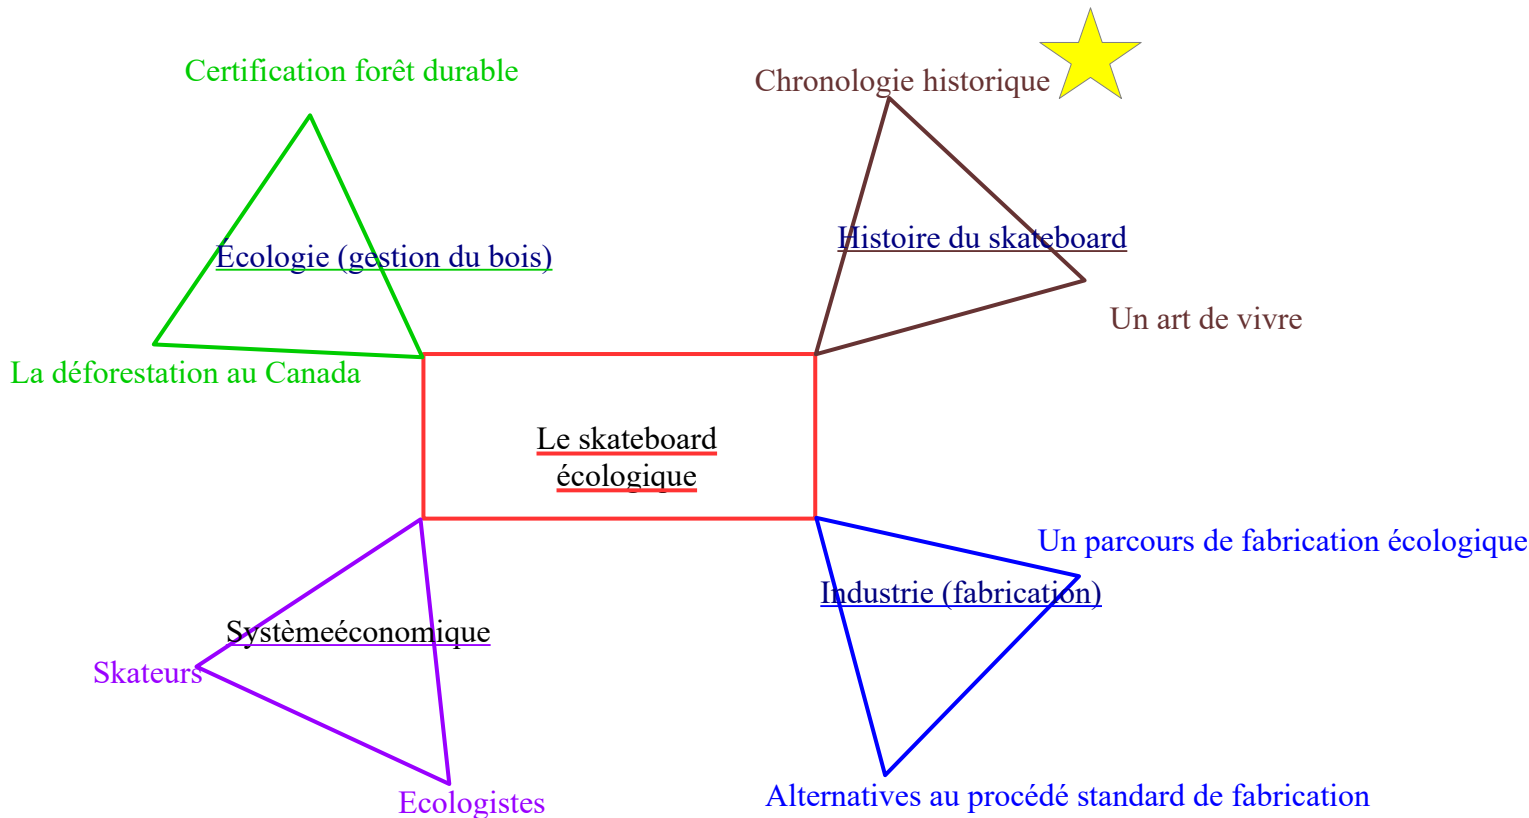 Certification forêt durable
Chronologie historique
Ecologie (gestion du bois)
Histoire du skateboard
Un art de vivre
La déforestation au Canada
Le skateboard
écologique
Un parcours de fabrication écologique
Industrie (fabrication)
Systèmeéconomique
Skateurs
Ecologistes
Alternatives au procédé standard de fabrication